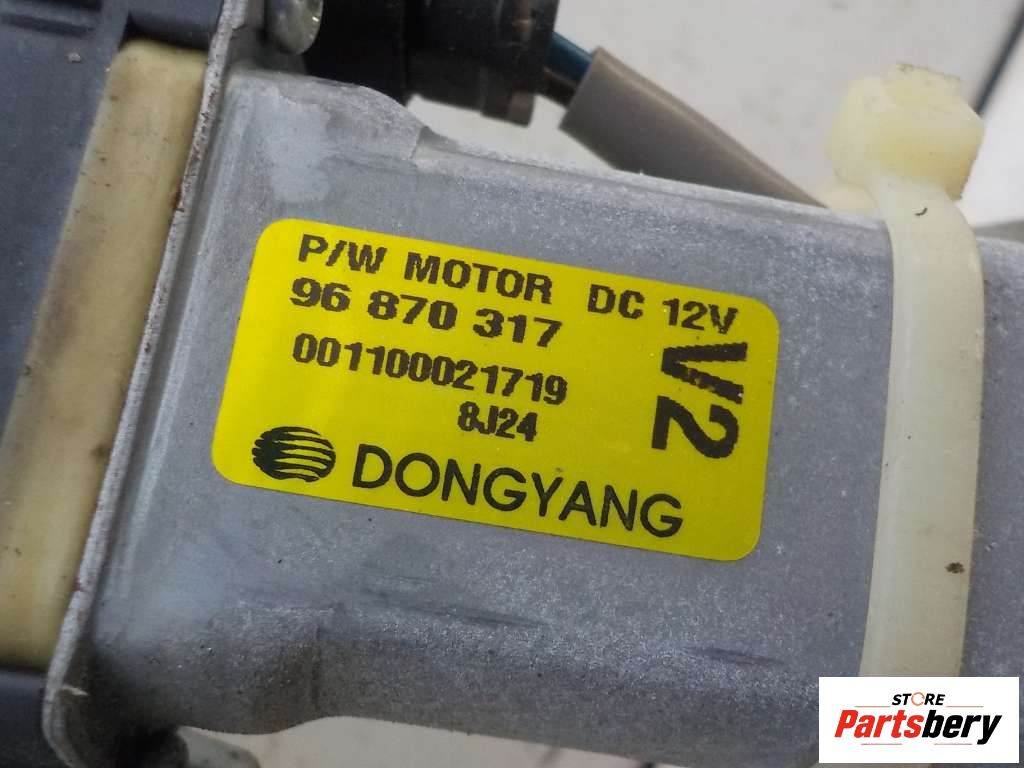 P/W MOTOR DC 12V
96 870 317
001100021719
8J24
V2
DONGYANG
STORE
Partsbery